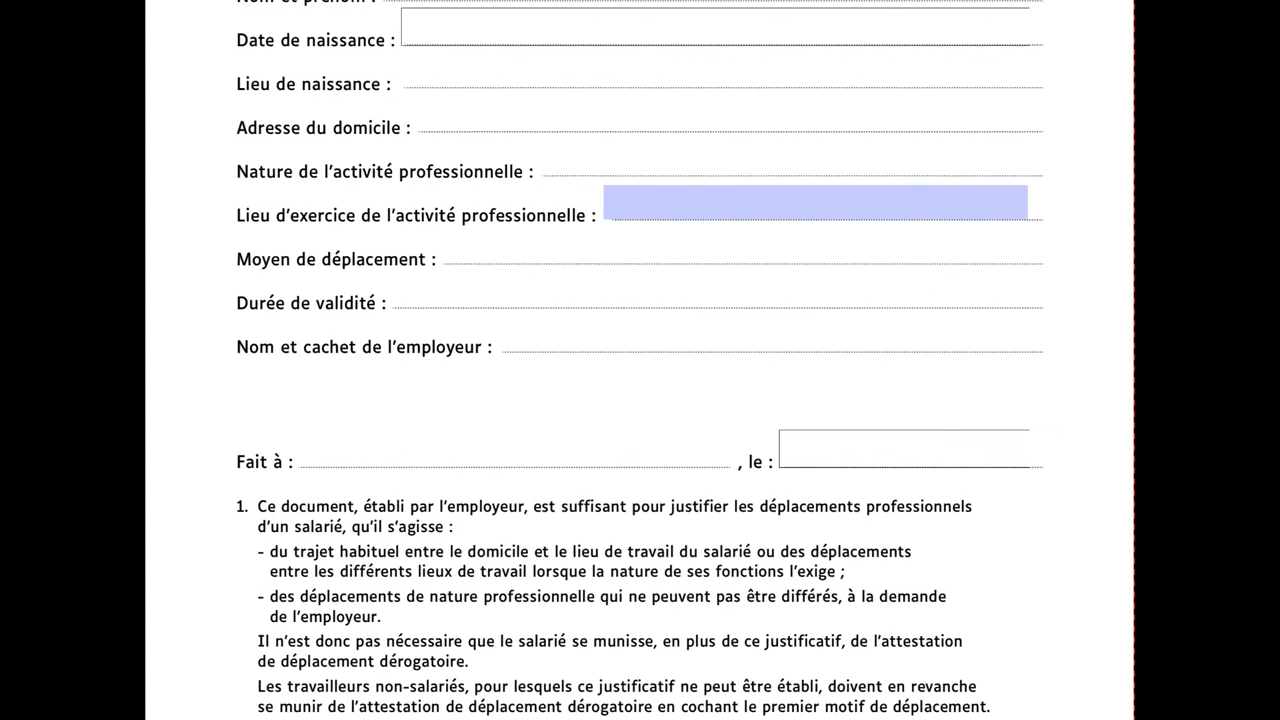 Nom et prénom :
Date de naissance :
Lieu de naissance :
Adresse du domicile :
Nature de l'activité professionnelle :
Lieu d'exercice de l'activité professionnelle :
Moyen de déplacement :
Durée de validité :
Nom et cachet de l'employeur :
Fait à : , le :
1. Ce document, établi par l'employeur, est suffisant pour justifier les déplacements professionnels
d'un salarié, qu'il s'agisse :
- du trajet habituel entre le domicile et le lieu de travail du salarié ou des déplacements
entre les différents lieux de travail lorsque la nature de ses fonctions l'exige ;
- des déplacements de nature professionnelle qui ne peuvent pas être différés, à la demande
de l'employeur.
Il n'est donc pas nécessaire que le salarié se munisse, en plus de ce justificatif, de l'attestation
de déplacement dérogatoire.
Les travailleurs non-salariés, pour lesquels ce justificatif ne peut être établi, doivent en revanche
se munir de l'attestation de déplacement dérogatoire en cochant le premier motif de déplacement.